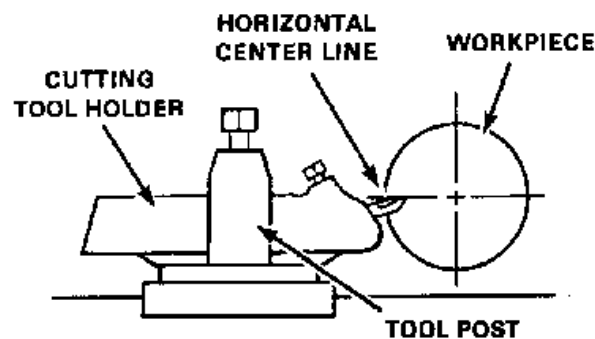 HORIZONTAL
CENTER LINE
WORKPIECE
CUTTING
TOOL HOLDER
TOOL POST